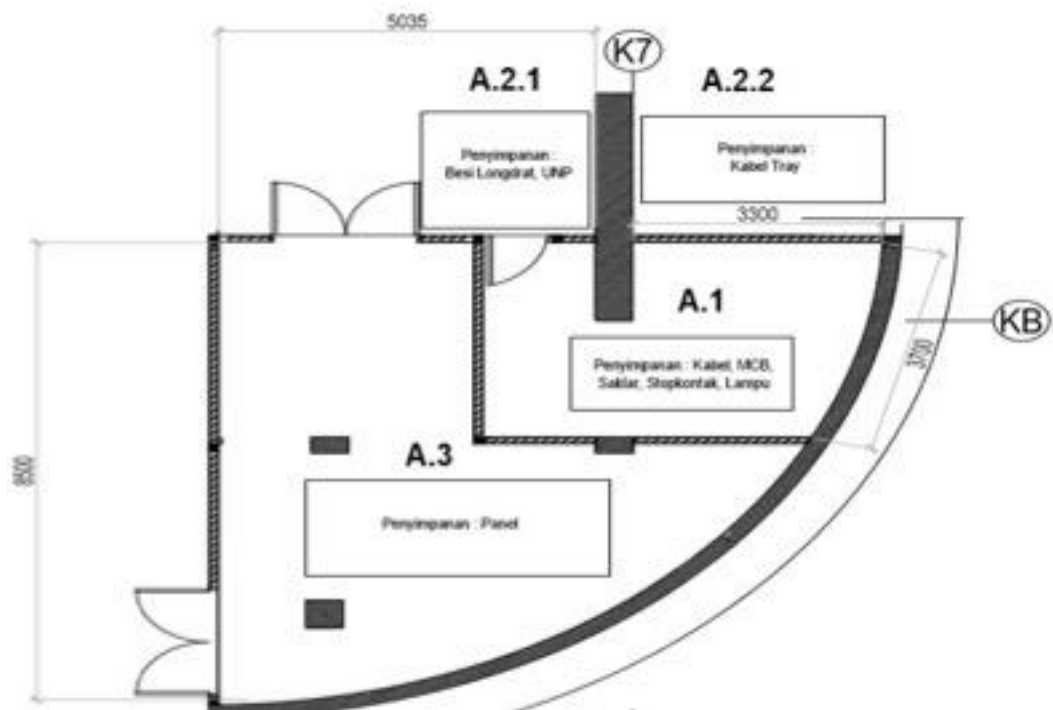 5035
K7
A.2.1
A.2.2
Penyimpanan :
Besi Longdrat, UNP
Penyimpanan :
Kabel Tray
3300
A.1
KB
Penyimpanan : Kabel, MCB,
Saklar, Stopkontak, Lampu
3700
A.3
8500
Penyimpanan : Panel